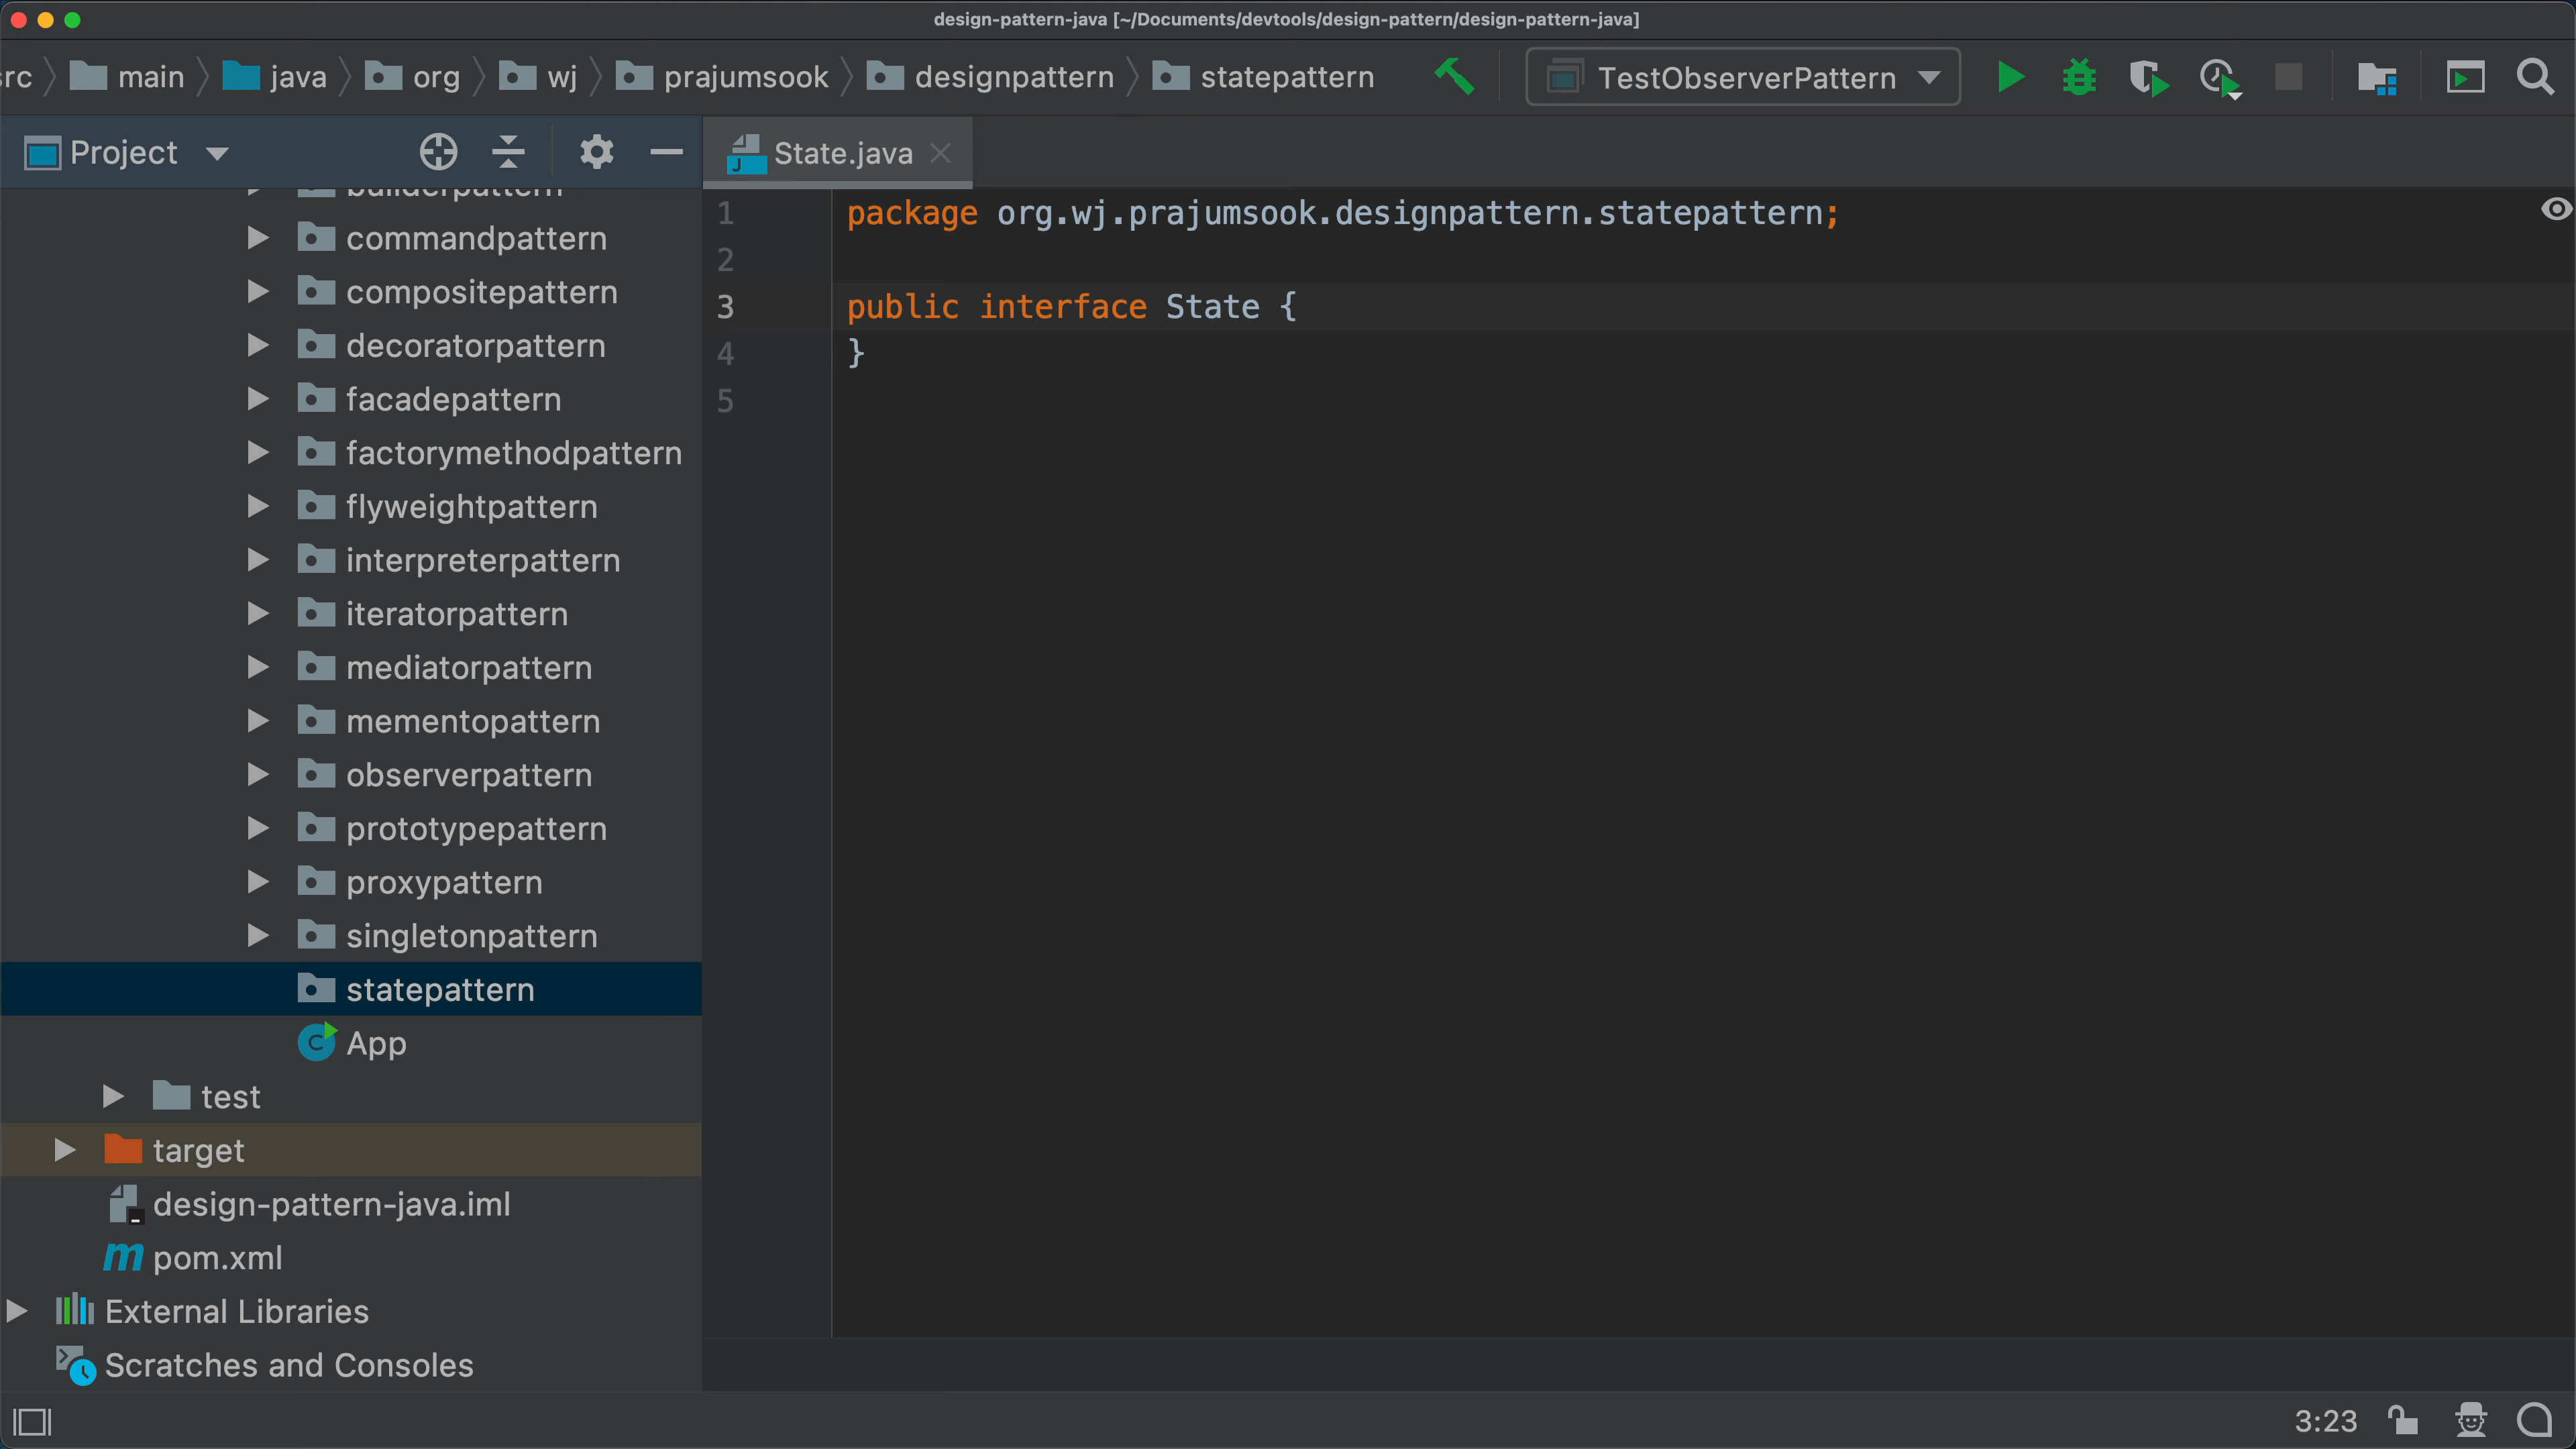 design-pattern-java [~/Documents/devtools/design-pattern/design-pattern-java]
rc main java org wj prajumsook designpattern statepattern TestObserverPattern
Project
State.java
builderpattern
commandpattern
compositepattern
decoratorpattern
facadepattern
factorymethodpattern
flyweightpattern
interpreterpattern
iteratorpattern
mediatorpattern
mementopattern
observerpattern
prototypepattern
proxypattern
singletonpattern
statepattern
App
test
target
design-pattern-java.iml
pom.xml
External Libraries
Scratches and Consoles
1 package org.wj.prajumsook.designpattern.statepattern;
2
3 public interface State {
4 }
5
3:23